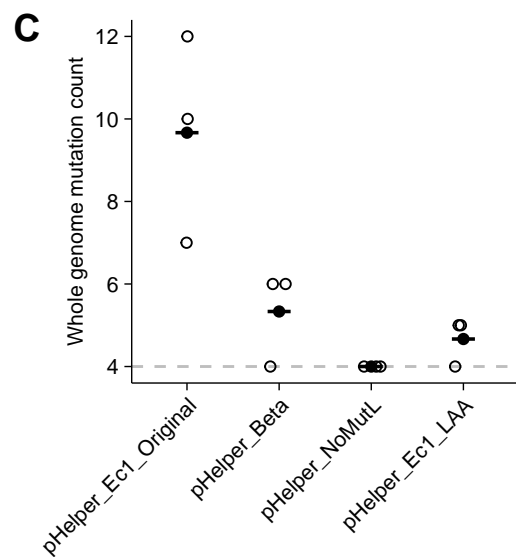 C
Whole genome mutation count
12
10
8
6
4
pHelper_Ec1_Original
pHelper_Beta
pHelper_NoMutL
pHelper_Ec1_LAA